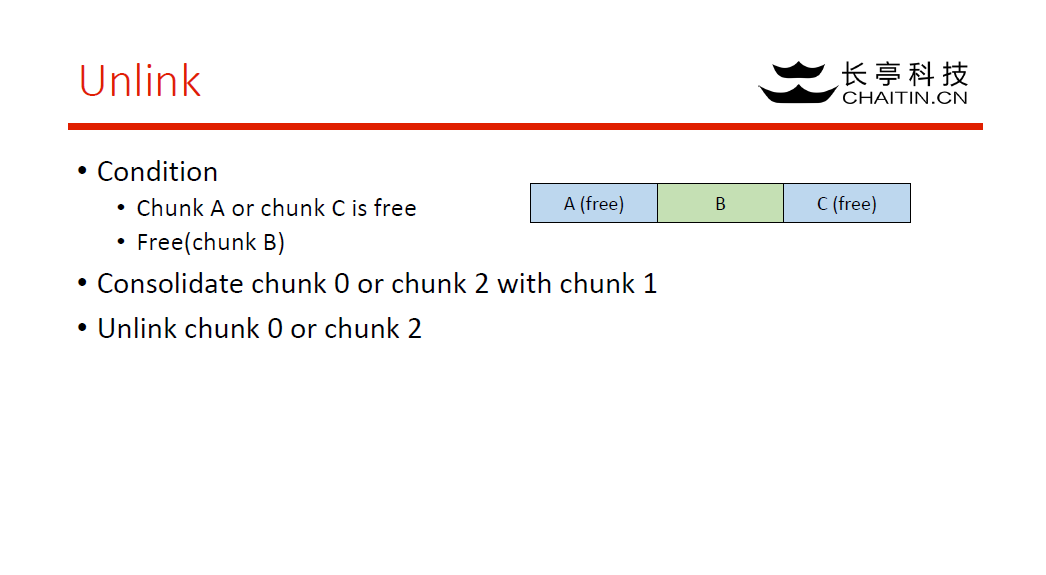 Unlink
长亭科技
CHAITIN.CN
• Condition
• Chunk A or chunk C is free
• Free(chunk B)
A (free)
B
C (free)
• Consolidate chunk 0 or chunk 2 with chunk 1
• Unlink chunk 0 or chunk 2